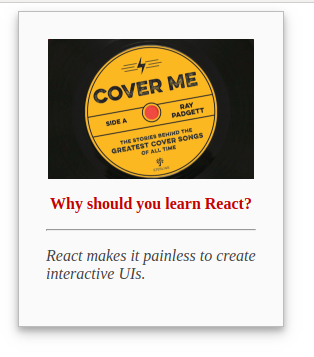 COVER ME
SIDE A
RAY
PADGETT
THE STORIES BEHIND THE
GREATEST COVER SONGS
OF ALL TIME
Why should you learn React?
React makes it painless to create
interactive UIs.